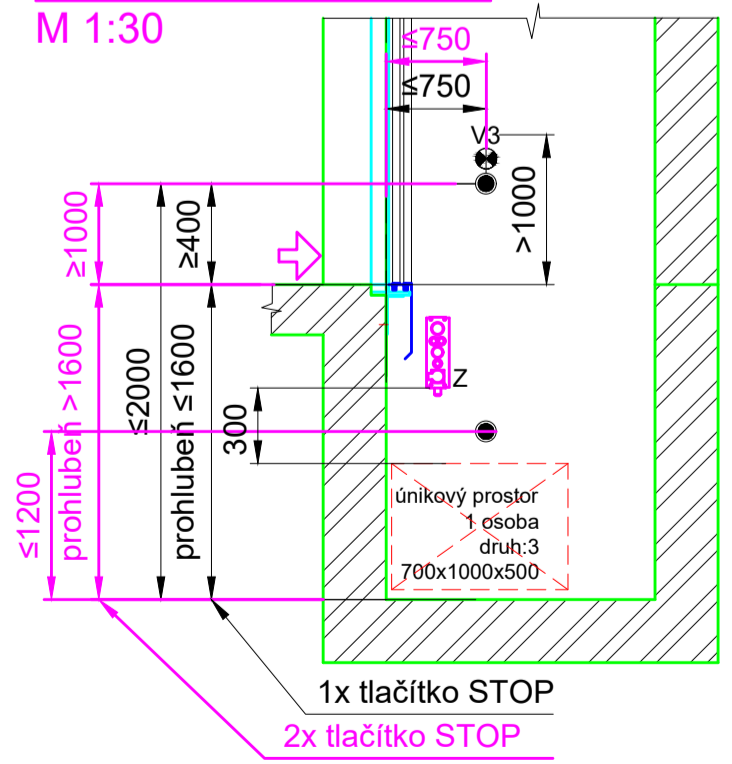 M 1:30
≤750
≤750
V3
>1000
≥1000
≥400
≤2000
prohlubeň >1600
prohlubeň ≤1600
300
Z
≤1200
únikový prostor
1 osoba
druh:3
700x1000x500
1x tlačítko STOP
2x tlačítko STOP